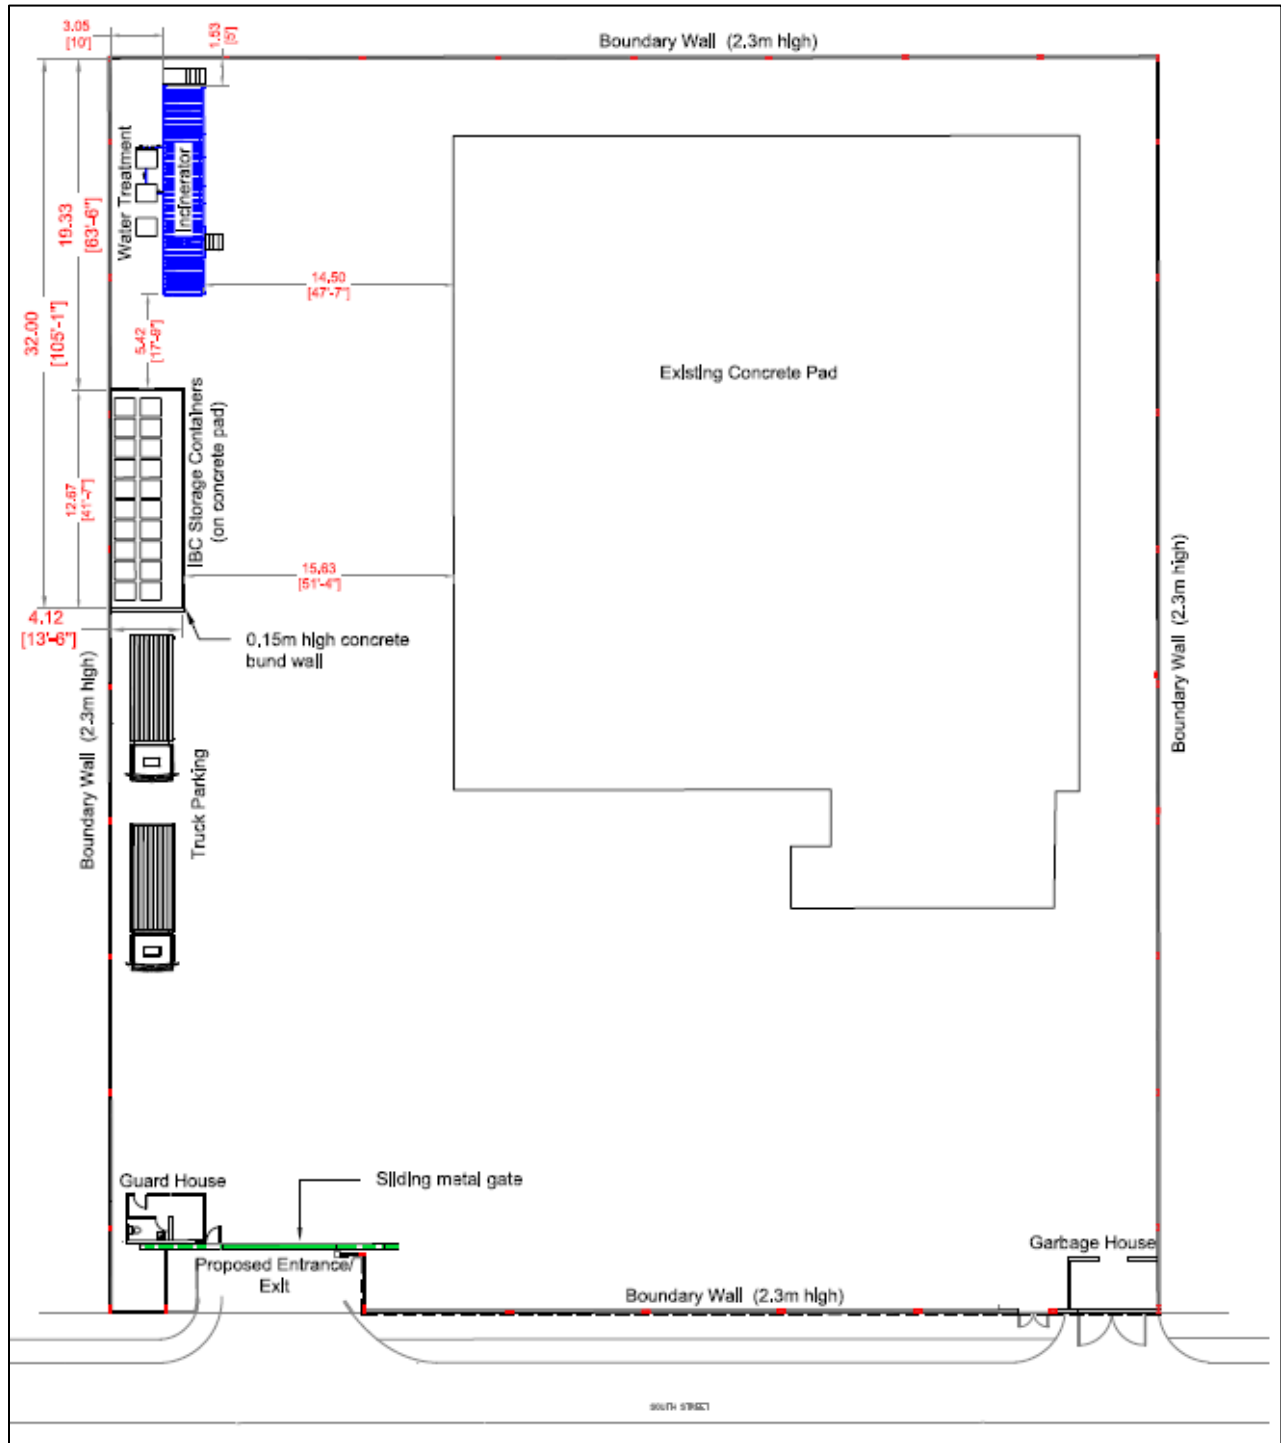 3.05
[10']
1.53
[5']
Boundary Wall (2.3m high)
Water Treatment
Incinerator
19.33
[63'-6"]
32.00
[105'-1"]
14.50
[47'-7"]
5.42
[17'-9"]
Existing Concrete Pad
IBC Storage Containers
(on concrete pad)
12.67
[41'-7"]
15.63
[51'-4"]
4.12
[13'-6"]
0.15m high concrete
bund wall
Boundary Wall (2.3m high)
Boundary Wall (2.3m high)
Truck Parking
Guard House
Sliding metal gate
Proposed Entrance/
Exit
Garbage House
Boundary Wall (2.3m high)
SOUTH STREET